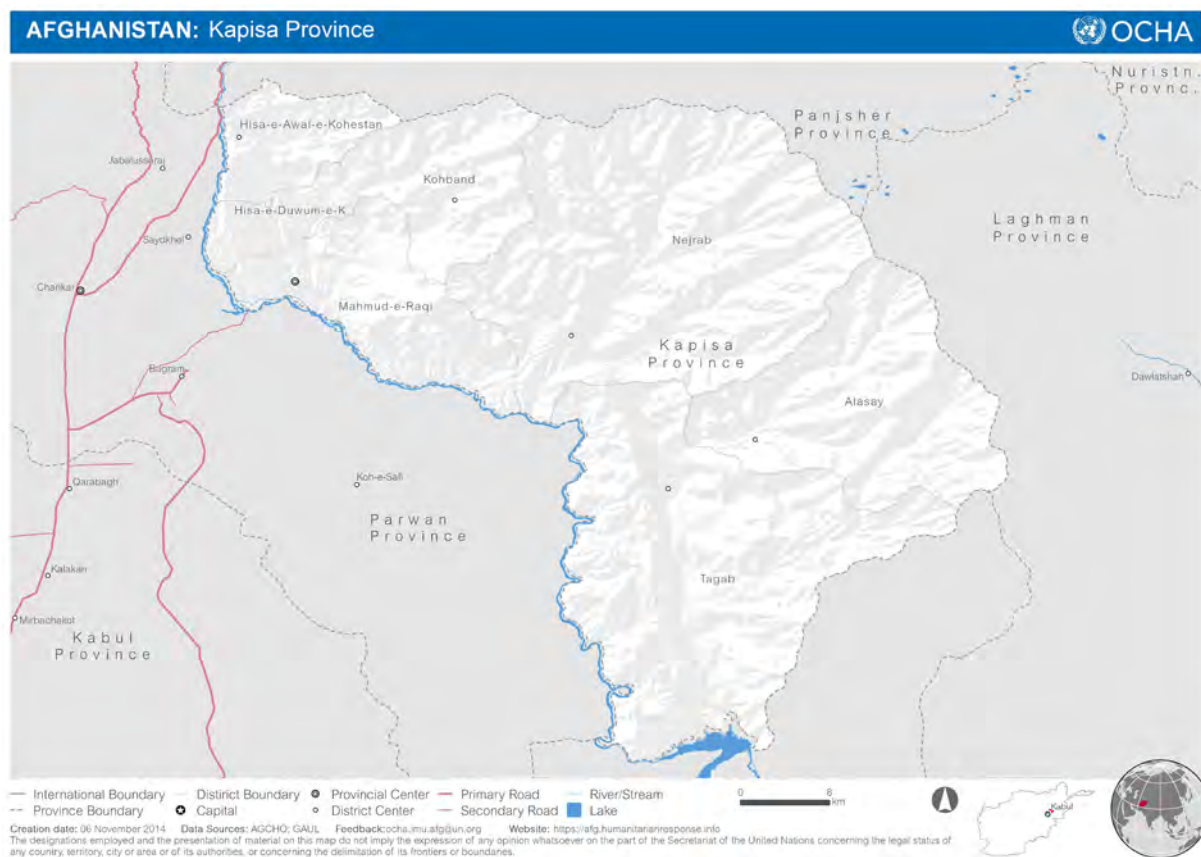 AFGHANISTAN: Kapisa Province
OCHA
Nuristn.
Provnc.
Panjsher
Province
Hisa-e-Awal-e-Kohestan
Jabalussaraj
Kohband
Hisa-e-Duwum-e-K...
Laghman
Province
Saydkhel
Nejrab
Charikar
Mahmud-e-Raqi
Kapisa
Province
Bagram
Dawlatshah
Alasay
Koh-e-Safi
Qarabagh
Parwan
Province
Kalakan
Tagab
Mirbachakot
Kabul
Province
International Boundary
District Boundary
Provincial Center
Primary Road
River/Stream
Province Boundary
Capital
District Center
Secondary Road
Lake
0 8
km
Kabul
Creation date: 06 November 2014 Data Sources: AGCHO; GAUL Feedback:ocha.imu.afg@un.org Website: https://afg.humanitarianresponse.info
The designations employed and the presentation of material on this map do not imply the expression of any opinion whatsoever on the part of the Secretariat of the United Nations concerning the legal status of
any country, territory, city or area or of its authorities, or concerning the delimitation of its frontiers or boundaries.